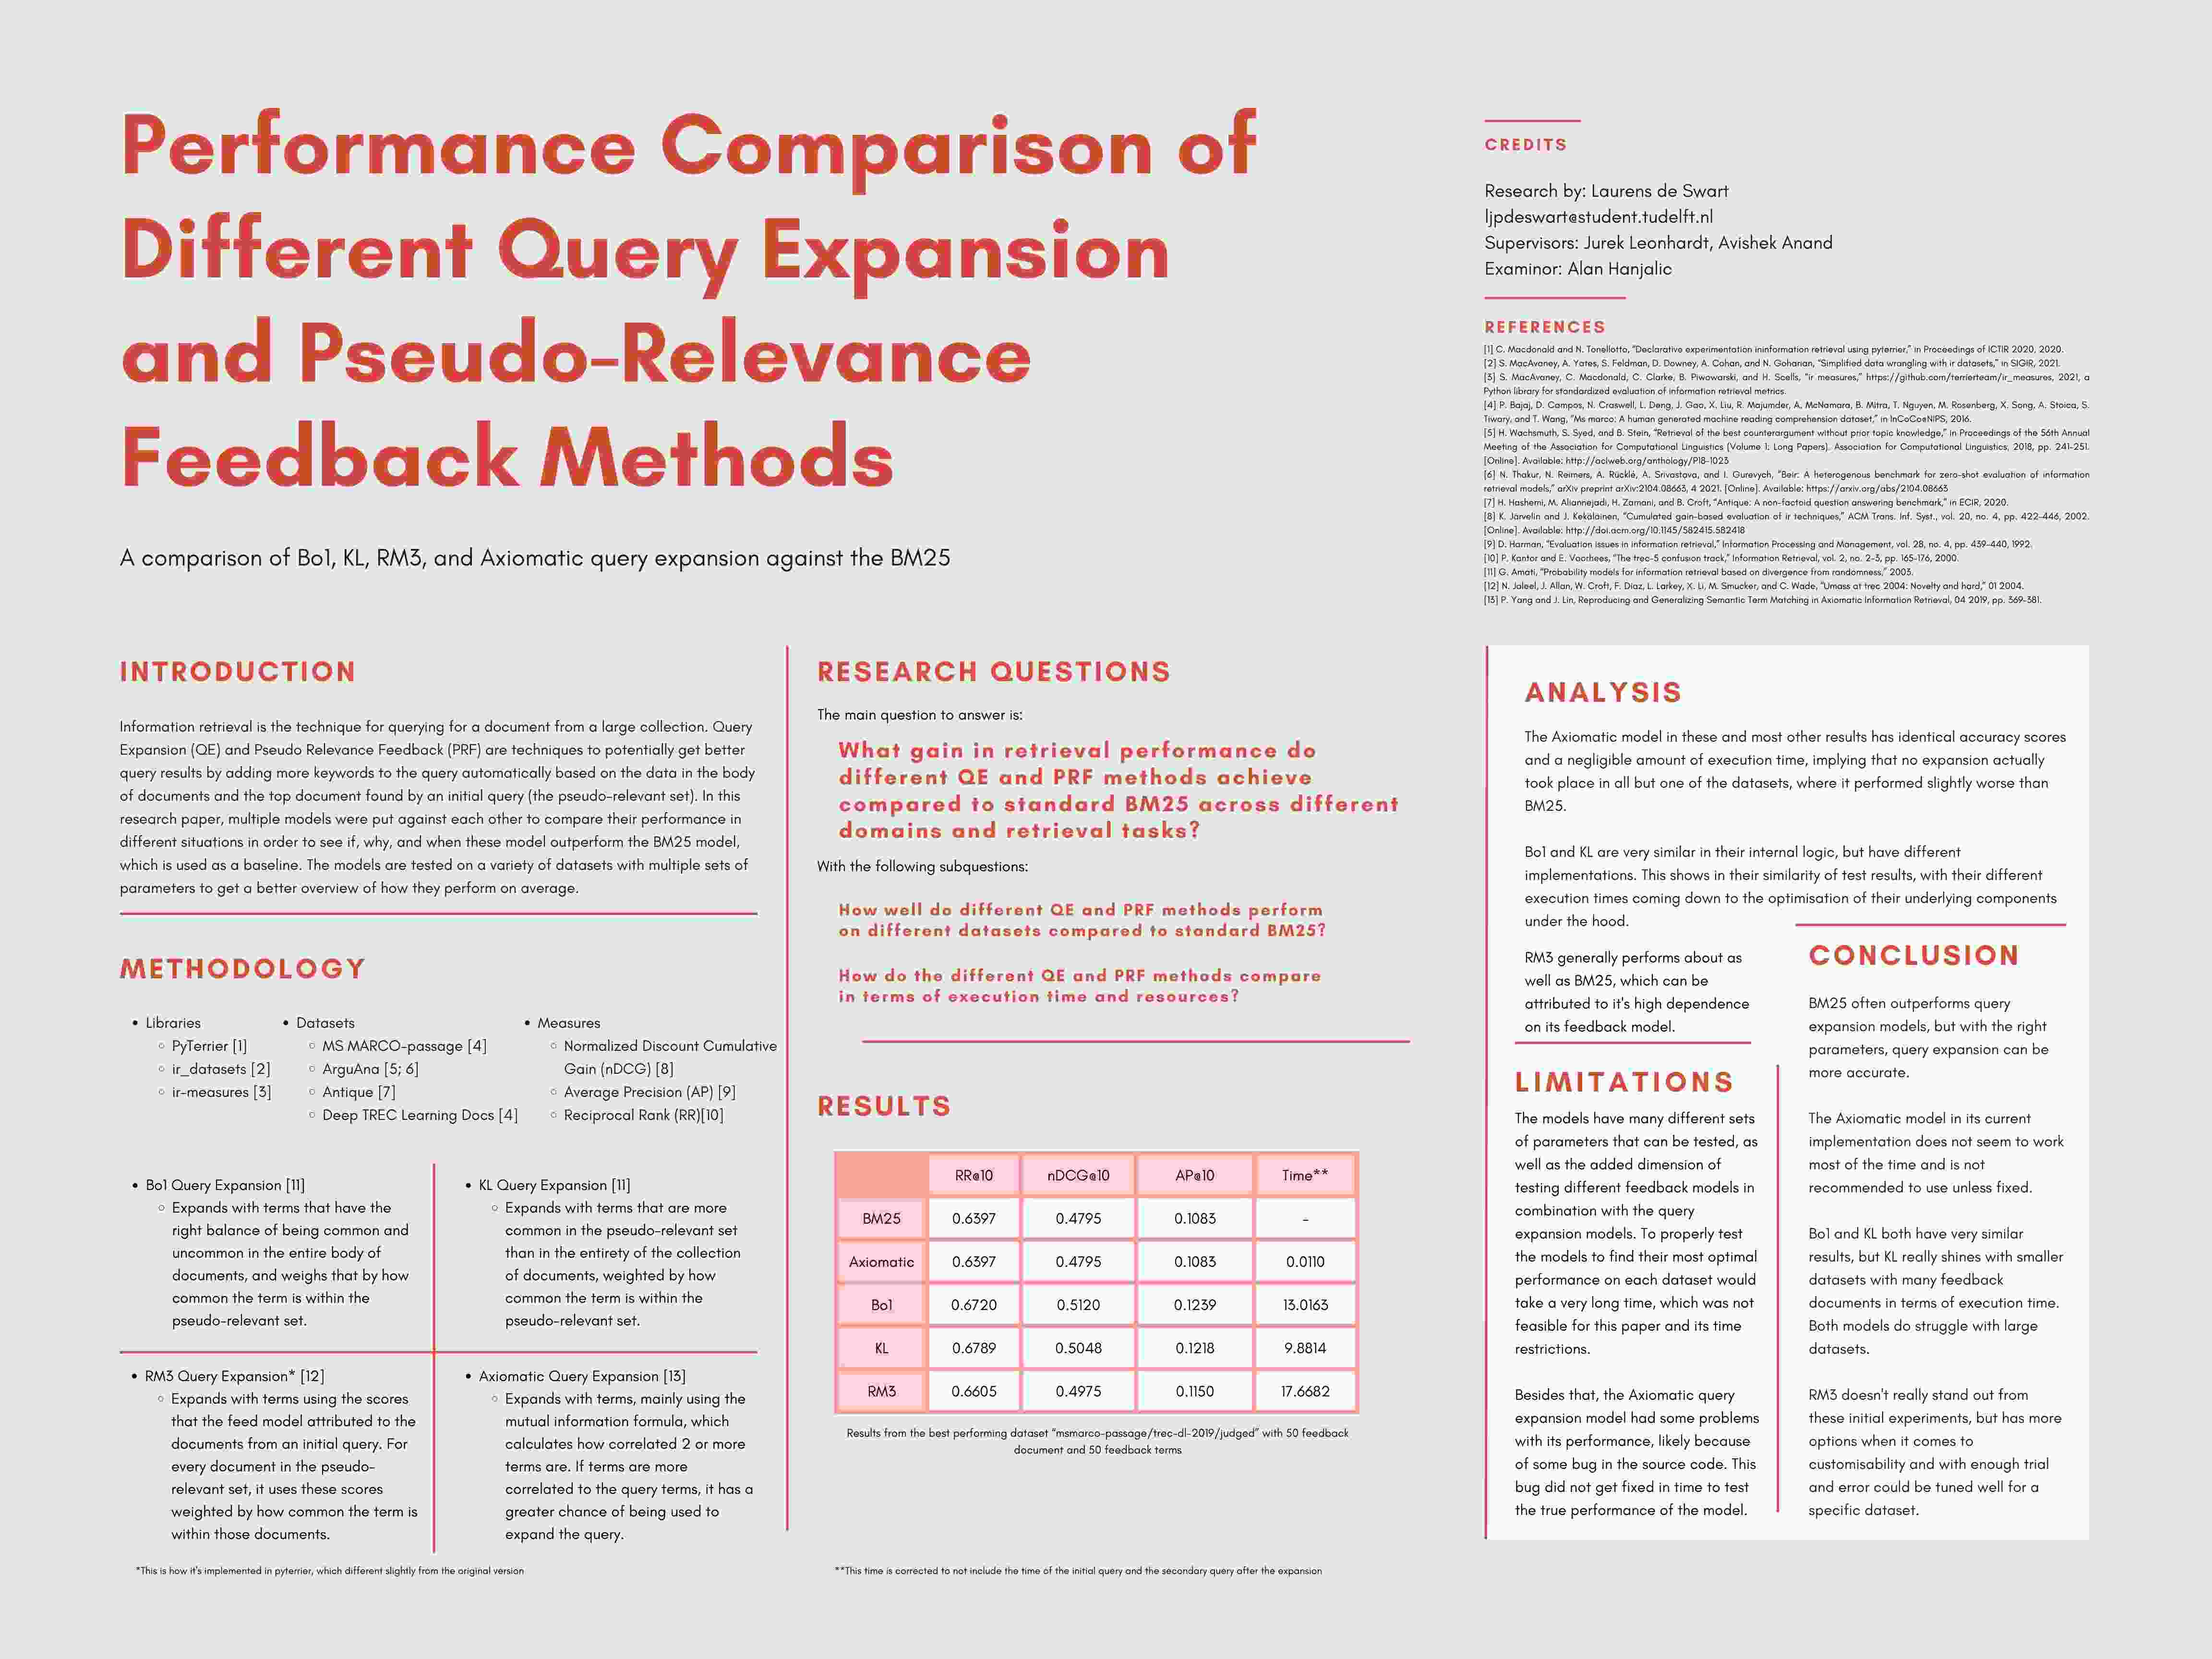 Performance Comparison of
Different Query Expansion
and Pseudo-Relevance
Feedback Methods
A comparison of Bo1, KL, RM3, and Axiomatic query expansion against the BM25
CREDITS
Research by: Laurens de Swart
ljpdeswart@student.tudelft.nl
Supervisors: Jurek Leonhardt, Avishek Anand
Examinor: Alan Hanjalic
REFERENCES
[1] C. Macdonald and N. Tonellotto, "Declarative experimentation ininformation retrieval using pyterrier," in Proceedings of ICTIR 2020, 2020.
[2] S. MacAvaney, A. Yates, S. Feldman, D. Downey, A. Cohan, and N. Goharian, "Simplified data wrangling with ir datasets," in SIGIR, 2021.
[3] S. MacAvaney, C. Macdonald, C. Clarke, B. Piwowarski, and H. Scells, "ir measures," https://github.com/terrierteam/ir_measures, 2021, a
Python library for standardized evaluation of information retrieval metrics.
[4] P. Bajaj, D. Campos, N. Craswell, L. Deng, J. Gao, X. Liu, R. Majumder, A. McNamara, B. Mitra, T. Nguyen, M. Rosenberg, X. Song, A. Stoica, S.
Tiwary, and T. Wang, "Ms marco: A human generated machine reading comprehension dataset," in InCoCo@NIPS, 2016.
[5] H. Wachsmuth, S. Syed, and B. Stein, "Retrieval of the best counterargument without prior topic knowledge," in Proceedings of the 56th Annual
Meeting of the Association for Computational Linguistics (Volume 1: Long Papers). Association for Computational Linguistics, 2018, pp. 241-251.
[Online]. Available: http://aclweb.org/anthology/P18-1023
[6] N. Thakur, N. Reimers, A. Rücklé, A. Srivastava, and I. Gurevych, "Beir: A heterogenous benchmark for zero-shot evaluation of information
retrieval models," arXiv preprint arXiv:2104.08663, 4 2021. [Online]. Available: https://arxiv.org/abs/2104.08663
[7] H. Hashemi, M. Aliannejadi, H. Zamani, and B. Croft, "Antique: A non-factoid question answering benchmark," in ECIR, 2020.
[8] K. Järvelin and J. Kekäläinen, "Cumulated gain-based evaluation of ir techniques," ACM Trans. Inf. Syst., vol. 20, no. 4, pp. 422-446, 2002.
[Online]. Available: http://doi.acm.org/10.1145/582415.582418
[9] D. Harman, "Evaluation issues in information retrieval," Information Processing and Management, vol. 28, no. 4, pp. 439-440, 1992.
[10] P. Kantor and E. Voorhees, "The trec-5 confusion track," Information Retrieval, vol. 2, no. 2-3, pp. 165-176, 2000.
[11] G. Amati, "Probability models for information retrieval based on divergence from randomness," 2003.
[12] N. Jaleel, J. Allan, W. Croft, F. Diaz, L. Larkey, X. Li, M. Smucker, and C. Wade, "Umass at trec 2004: Novelty and hard," 01 2004.
[13] P. Yang and J. Lin, Reproducing and Generalizing Semantic Term Matching in Axiomatic Information Retrieval, 04 2019, pp. 369-381.
INTRODUCTION
Information retrieval is the technique for querying for a document from a large collection. Query
Expansion (QE) and Pseudo Relevance Feedback (PRF) are techniques to potentially get better
query results by adding more keywords to the query automatically based on the data in the body
of documents and the top document found by an initial query (the pseudo-relevant set). In this
research paper, multiple models were put against each other to compare their performance in
different situations in order to see if, why, and when these model outperform the BM25 model,
which is used as a baseline. The models are tested on a variety of datasets with multiple sets of
parameters to get a better overview of how they perform on average.
METHODOLOGY
• Libraries
◦ PyTerrier [1]
◦ ir_datasets [2]
◦ ir-measures [3]
• Datasets
◦ MS MARCO-passage [4]
◦ ArguAna [5; 6]
◦ Antique [7]
◦ Deep TREC Learning Docs [4]
• Measures
◦ Normalized Discount Cumulative
Gain (nDCG) [8]
◦ Average Precision (AP) [9]
◦ Reciprocal Rank (RR)[10]
• Bo1 Query Expansion [11]
◦ Expands with terms that have the
right balance of being common and
uncommon in the entire body of
documents, and weighs that by how
common the term is within the
pseudo-relevant set.
• KL Query Expansion [11]
◦ Expands with terms that are more
common in the pseudo-relevant set
than in the entirety of the collection
of documents, weighted by how
common the term is within the
pseudo-relevant set.
• RM3 Query Expansion* [12]
◦ Expands with terms using the scores
that the feed model attributed to the
documents from an initial query. For
every document in the pseudo-
relevant set, it uses these scores
weighted by how common the term is
within those documents.
• Axiomatic Query Expansion [13]
◦ Expands with terms, mainly using the
mutual information formula, which
calculates how correlated 2 or more
terms are. If terms are more
correlated to the query terms, it has a
greater chance of being used to
expand the query.
*This is how it's implemented in pyterrier, which different slightly from the original version
RESEARCH QUESTIONS
The main question to answer is:
What gain in retrieval performance do
different QE and PRF methods achieve
compared to standard BM25 across different
domains and retrieval tasks?
With the following subquestions:
How well do different QE and PRF methods perform
on different datasets compared to standard BM25?
How do the different QE and PRF methods compare
in terms of execution time and resources?
RESULTS
RR@10 nDCG@10 AP@10 Time**
BM25 0.6397 0.4795 0.1083 -
Axiomatic 0.6397 0.4795 0.1083 0.0110
Bo1 0.6720 0.5120 0.1239 13.0163
KL 0.6789 0.5048 0.1218 9.8814
RM3 0.6605 0.4975 0.1150 17.6682
Results from the best performing dataset "msmarco-passage/trec-dl-2019/judged" with 50 feedback
document and 50 feedback terms
**This time is corrected to not include the time of the initial query and the secondary query after the expansion
ANALYSIS
The Axiomatic model in these and most other results has identical accuracy scores
and a negligible amount of execution time, implying that no expansion actually
took place in all but one of the datasets, where it performed slightly worse than
BM25.
Bo1 and KL are very similar in their internal logic, but have different
implementations. This shows in their similarity of test results, with their different
execution times coming down to the optimisation of their underlying components
under the hood.
RM3 generally performs about as
well as BM25, which can be
attributed to it's high dependence
on its feedback model.
LIMITATIONS
The models have many different sets
of parameters that can be tested, as
well as the added dimension of
testing different feedback models in
combination with the query
expansion models. To properly test
the models to find their most optimal
performance on each dataset would
take a very long time, which was not
feasible for this paper and its time
restrictions.
Besides that, the Axiomatic query
expansion model had some problems
with its performance, likely because
of some bug in the source code. This
bug did not get fixed in time to test
the true performance of the model.
CONCLUSION
BM25 often outperforms query
expansion models, but with the right
parameters, query expansion can be
more accurate.
The Axiomatic model in its current
implementation does not seem to work
most of the time and is not
recommended to use unless fixed.
Bo1 and KL both have very similar
results, but KL really shines with smaller
datasets with many feedback
documents in terms of execution time.
Both models do struggle with large
datasets.
RM3 doesn't really stand out from
these initial experiments, but has more
options when it comes to
customisability and with enough trial
and error could be tuned well for a
specific dataset.